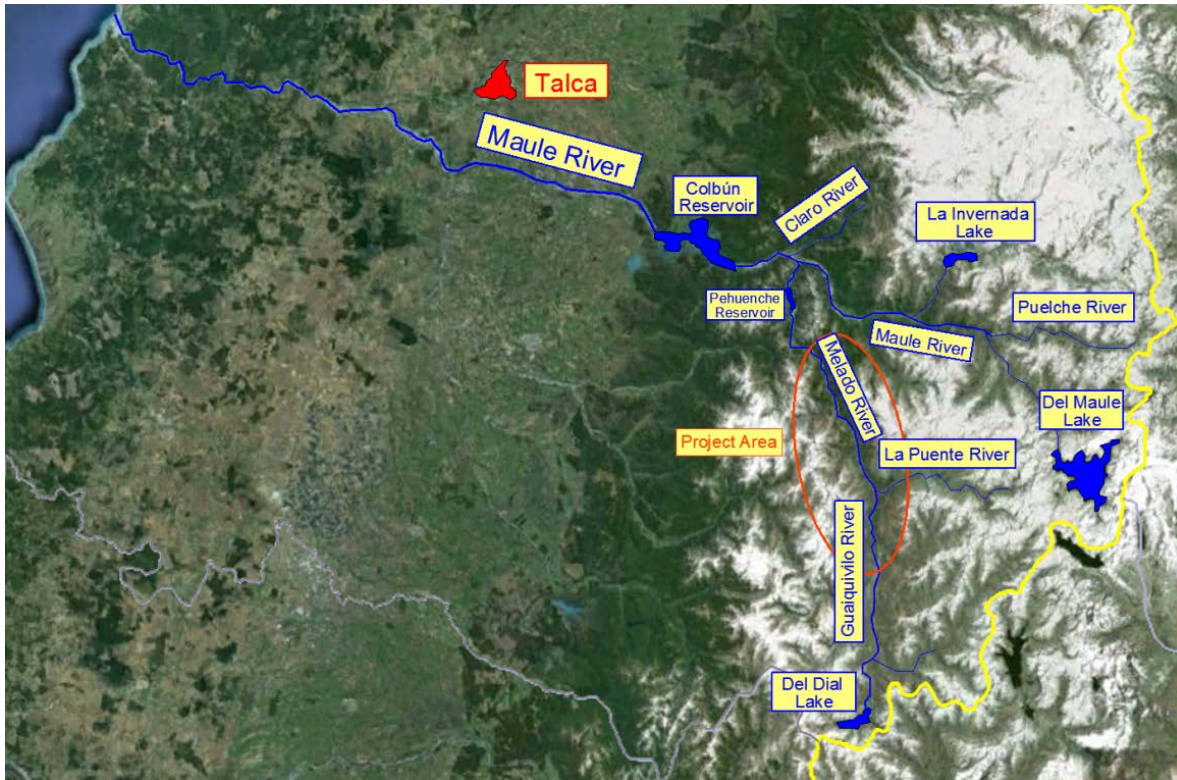 Talca
Maule River
Colbún
Reservoir
Claro River
La Invernada
Lake
Pehuenche
Reservoir
Puelche River
Maule River
Melado River
Del Maule
Lake
Project Area
La Puente River
Guaiquivilo River
Del Dial
Lake